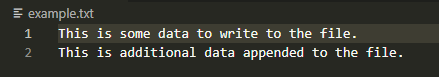 example.txt
1 This is some data to write to the file.
2 This is additional data appended to the file.